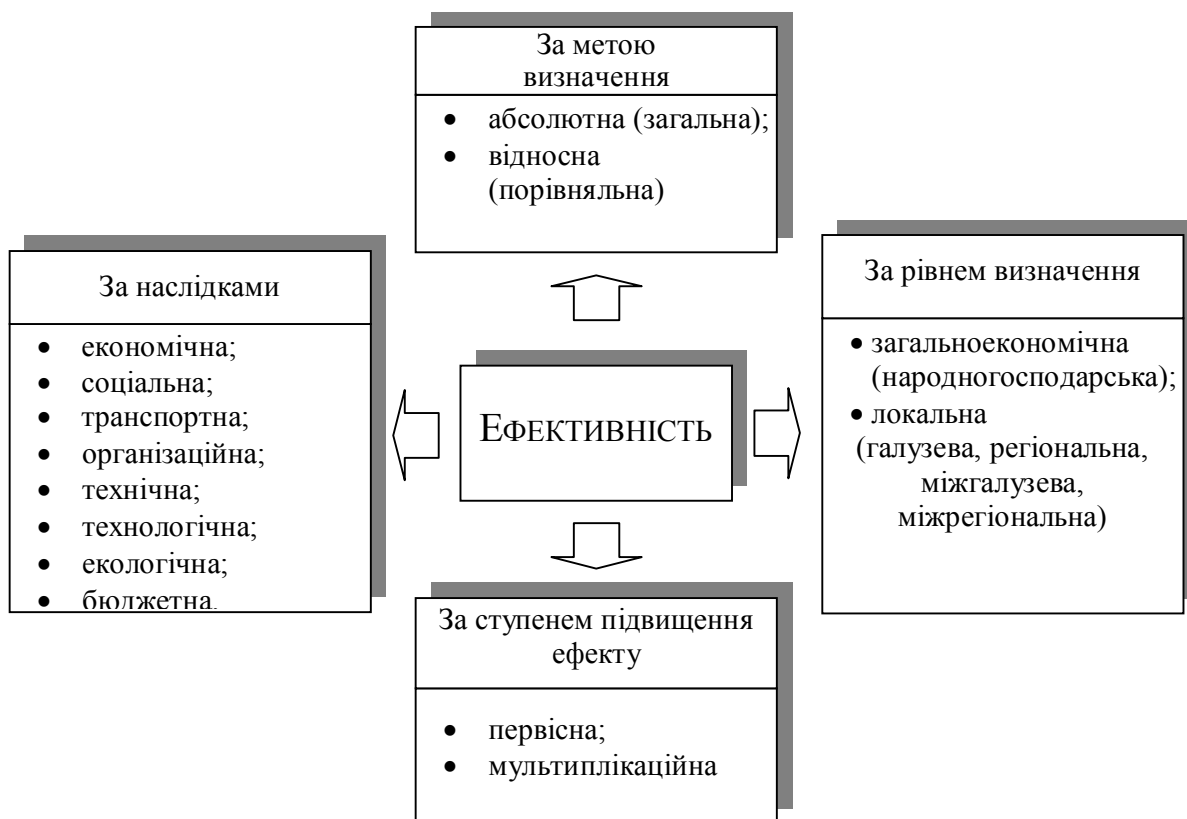 За метою
визначення
• абсолютна (загальна);
• відносна
(порівняльна)
За наслідками
• економічна;
• соціальна;
• транспортна;
• організаційна;
• технічна;
• технологічна;
• екологічна;
• бюджетна.
ЕФЕКТИВНІСТЬ
За рівнем визначення
• загальноекономічна
(народногосподарська);
• локальна
(галузева, регіональна,
міжгалузева,
міжрегіональна)
За ступенем підвищення
ефекту
• первісна;
• мультиплікаційна